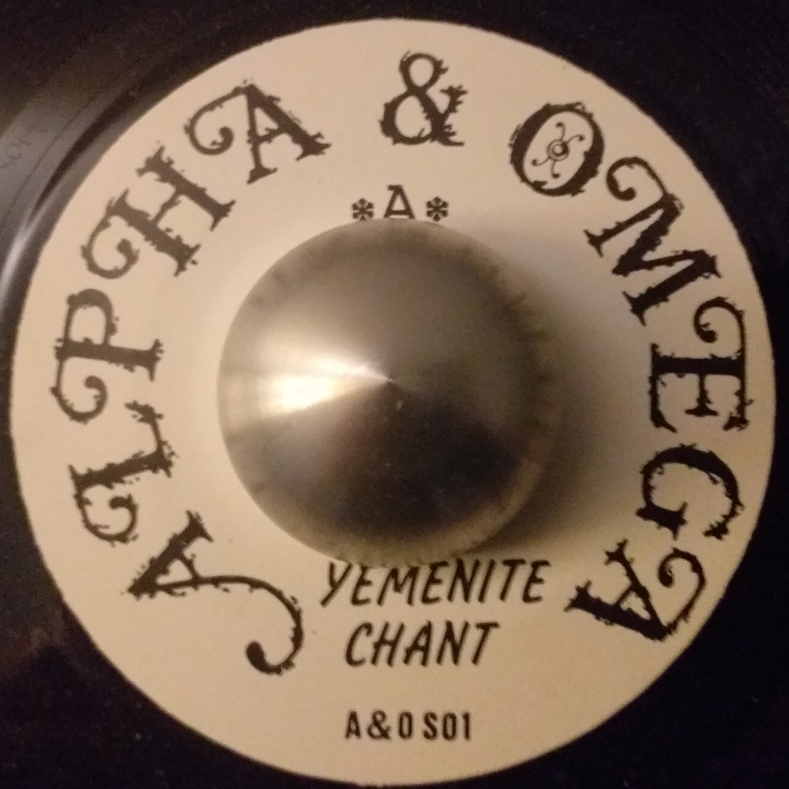 ALPHA & OMEGA
*A*
YEMENITE
CHANT
A&O S01